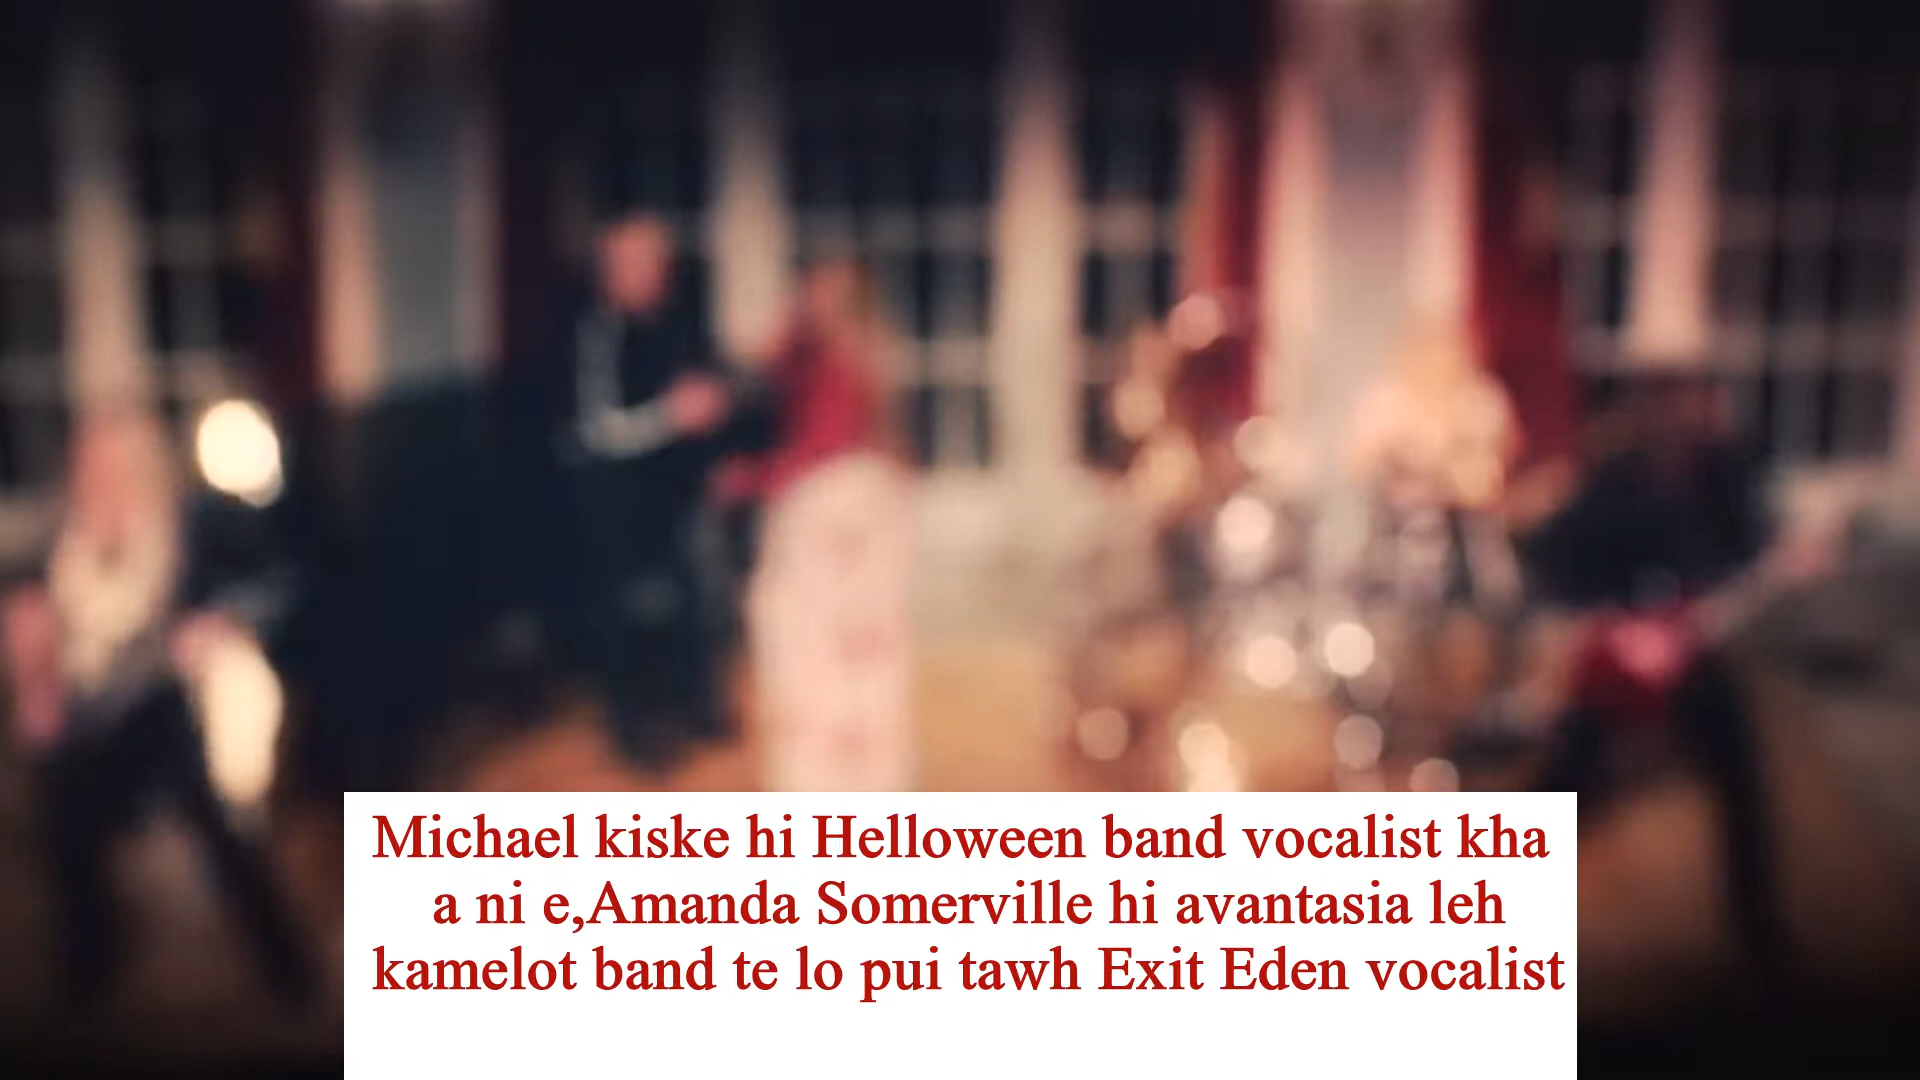 Michael kiske hi Helloween band vocalist kha
a ni e,Amanda Somerville hi avantasia leh
kamelot band te lo pui tawh Exit Eden vocalist